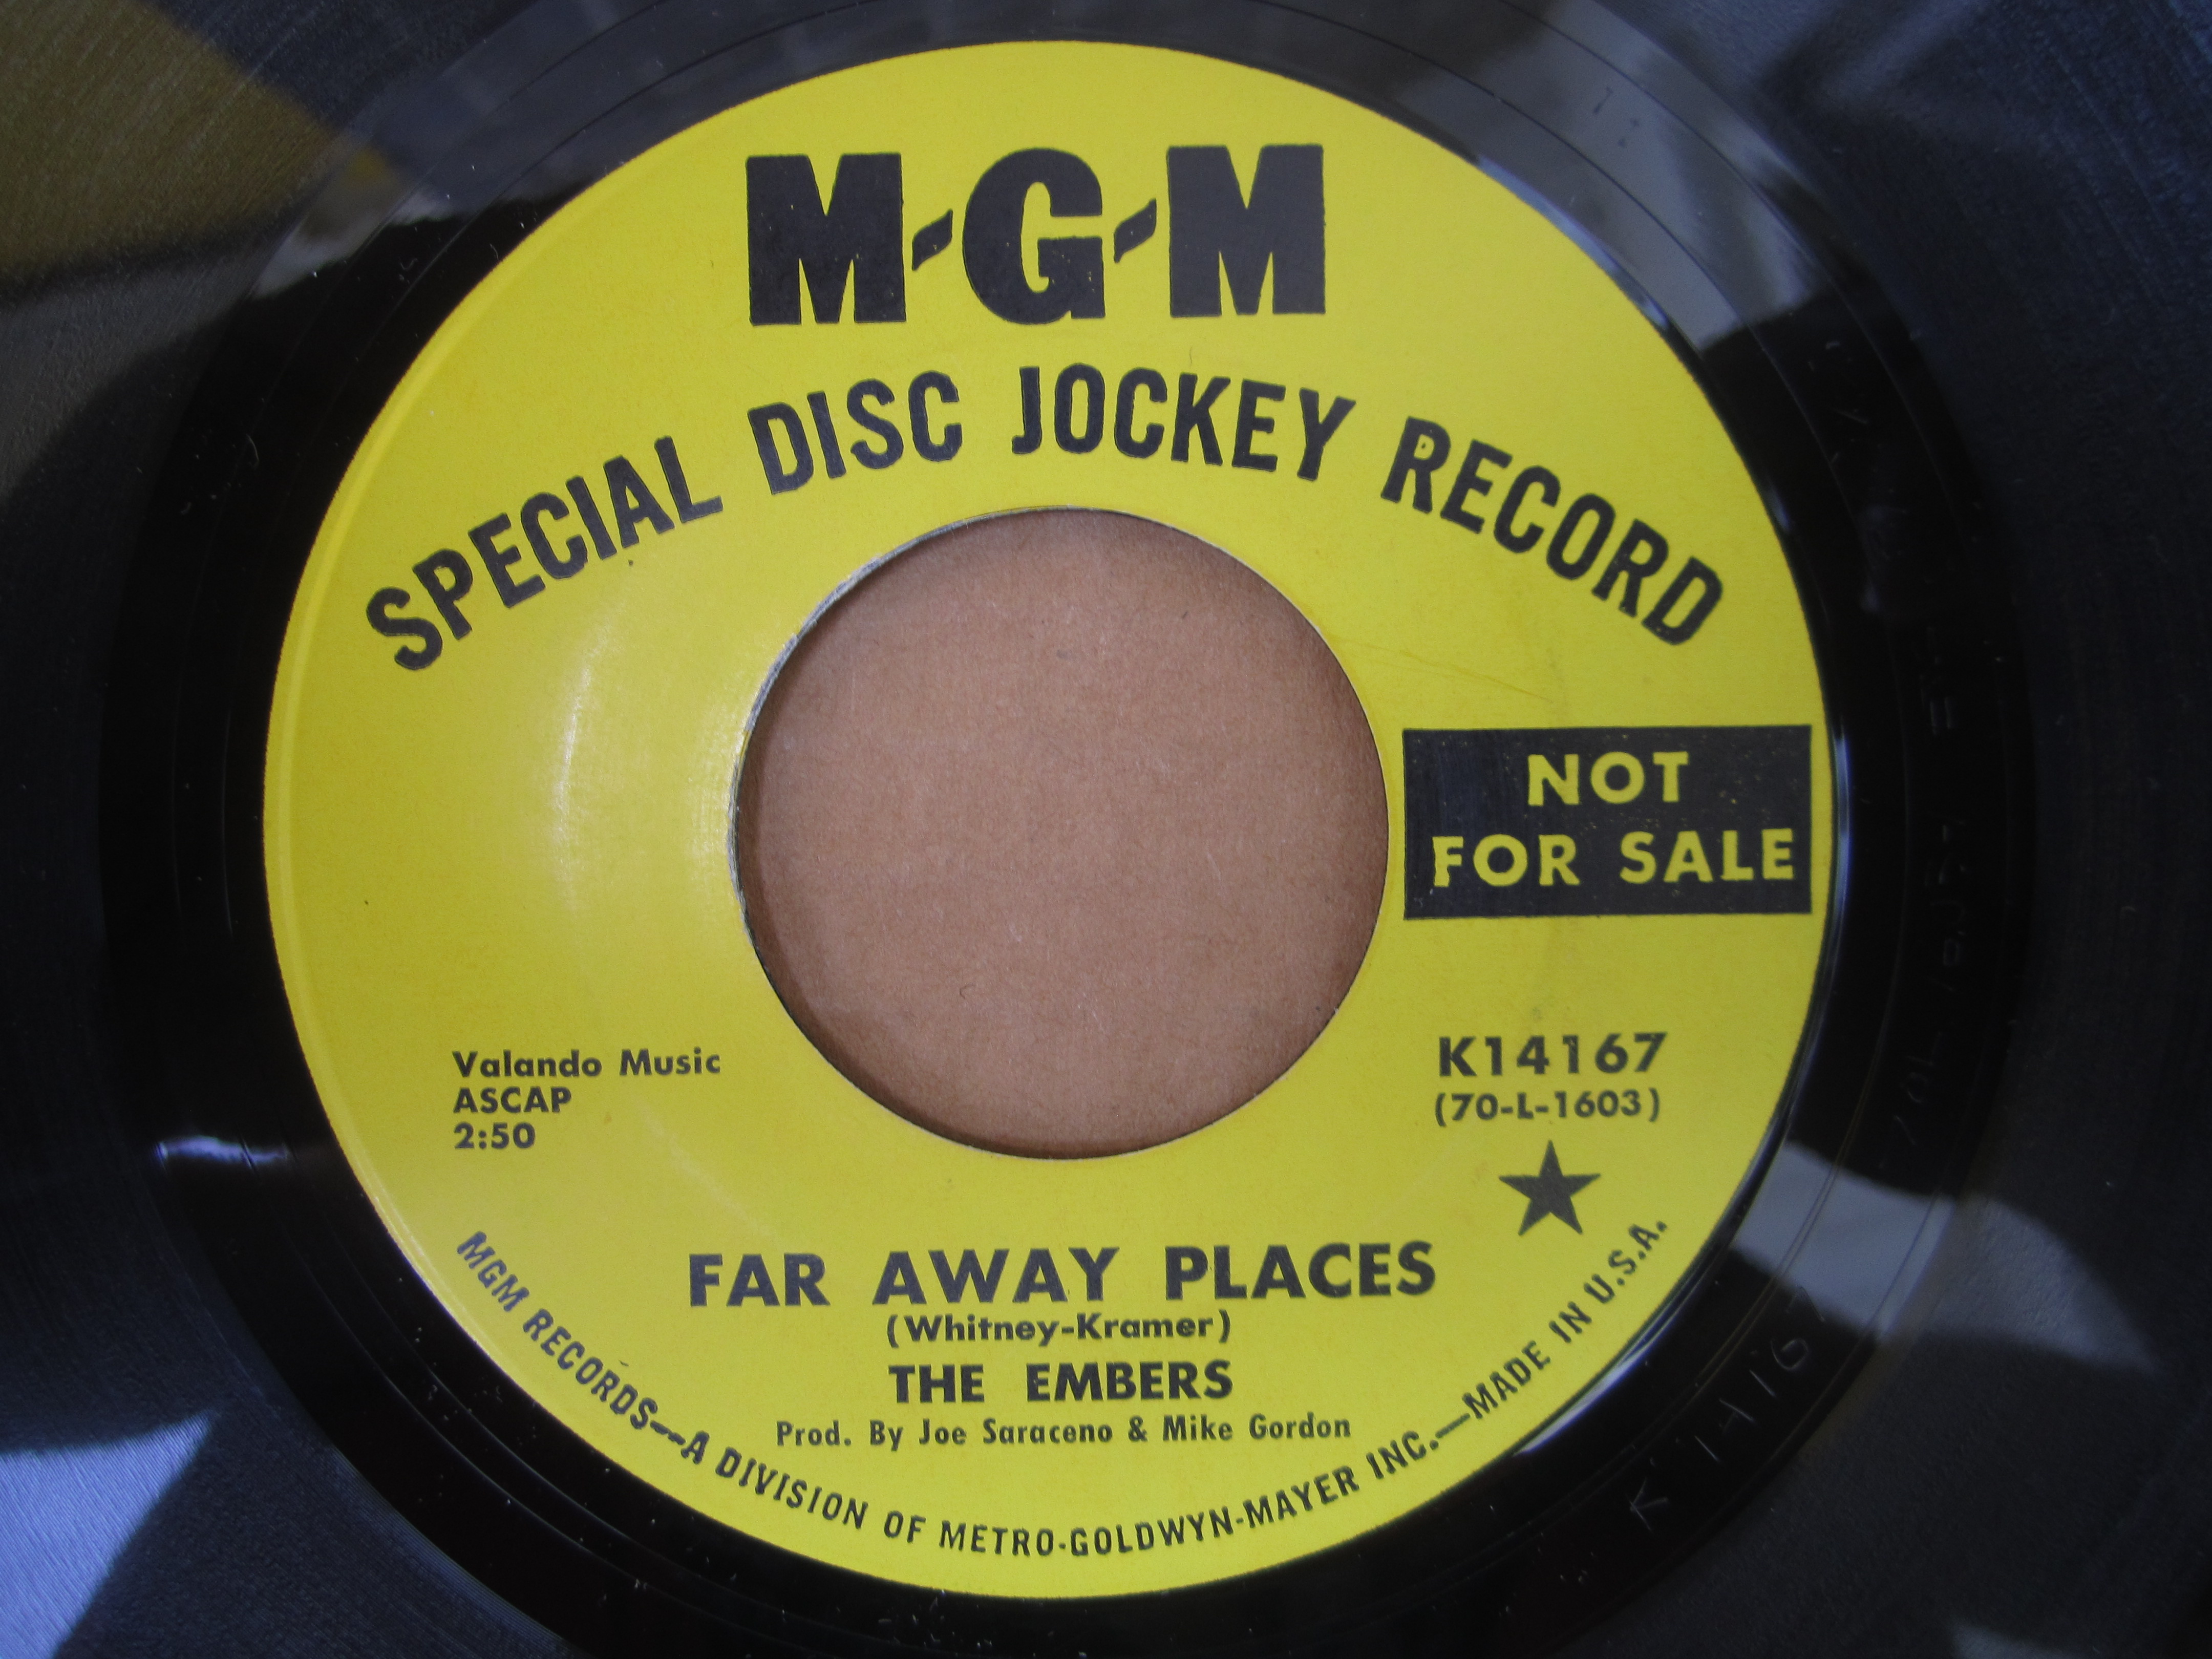 M-G-M
SPECIAL DISC JOCKEY RECORD
NOT
FOR SALE
Valando Music
ASCAP
2:50
K14167
(70-L-1603)
FAR AWAY PLACES
(Whitney-Kramer)
THE EMBERS
Prod. By Joe Saraceno & Mike Gordon
MGM RECORDS—A DIVISION OF METRO-GOLDWYN-MAYER INC.—MADE IN U.S.A.